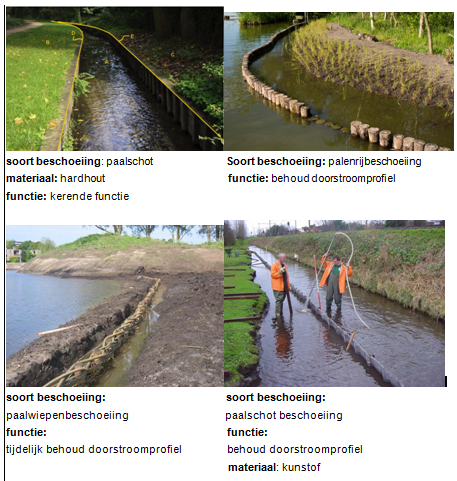 soort beschoeiing: paalschot
materiaal: hardhout
functie: kerende functie
Soort beschoeiing: palenrijbeschoeiing
functie: behoud doorstroomprofiel
soort beschoeiing:
paalwiepenbeschoeiing
functie:
tijdelijk behoud doorstroomprofiel
soort beschoeiing:
paalschot beschoeiing
functie:
behoud doorstroomprofiel
materiaal: kunstof